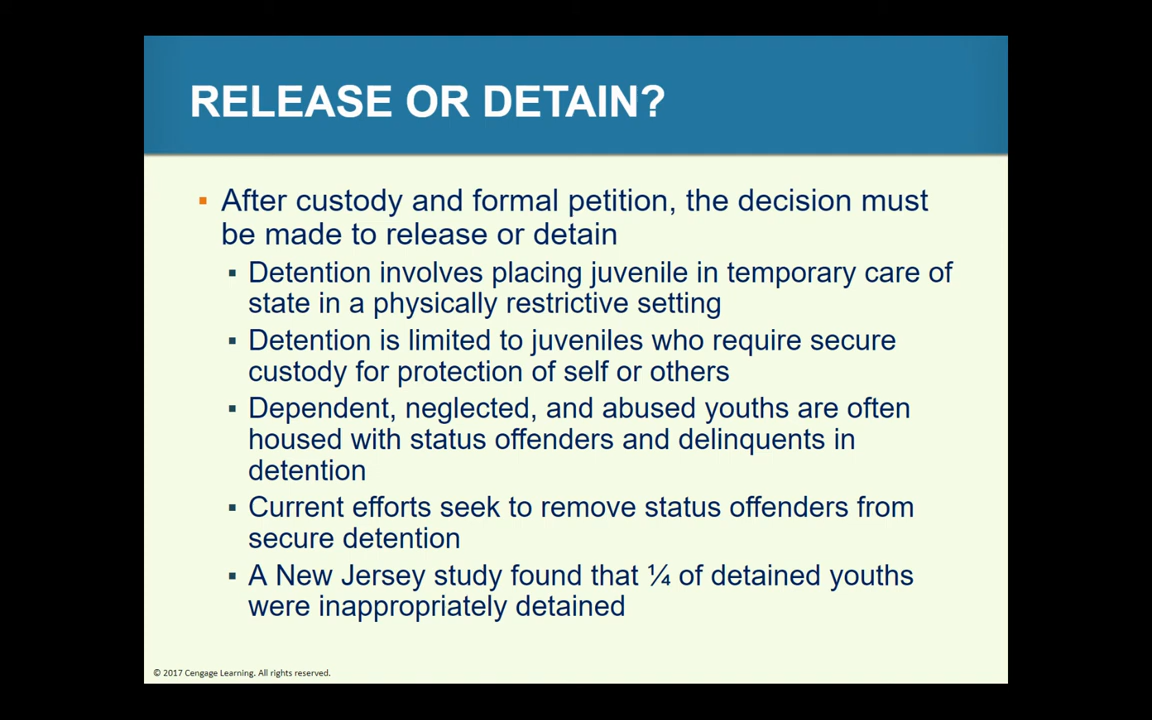 RELEASE OR DETAIN?
▪ After custody and formal petition, the decision must
be made to release or detain
▪ Detention involves placing juvenile in temporary care of
state in a physically restrictive setting
▪ Detention is limited to juveniles who require secure
custody for protection of self or others
▪ Dependent, neglected, and abused youths are often
housed with status offenders and delinquents in
detention
▪ Current efforts seek to remove status offenders from
secure detention
▪ A New Jersey study found that ¼ of detained youths
were inappropriately detained
© 2017 Cengage Learning. All rights reserved.